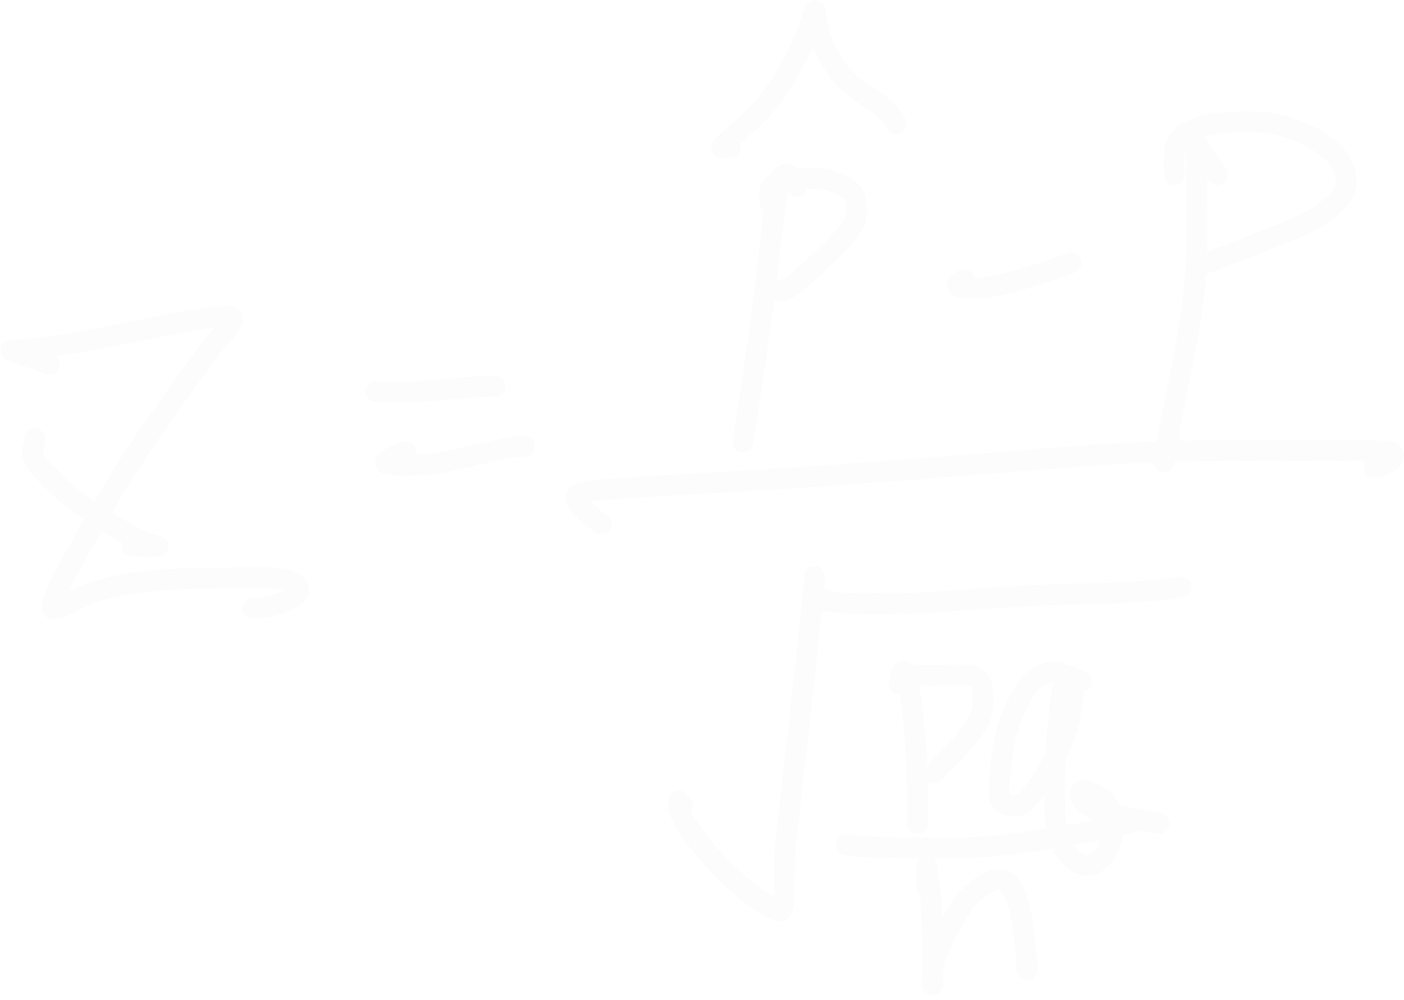 Z = (p̂ - p) / √(pq/n)